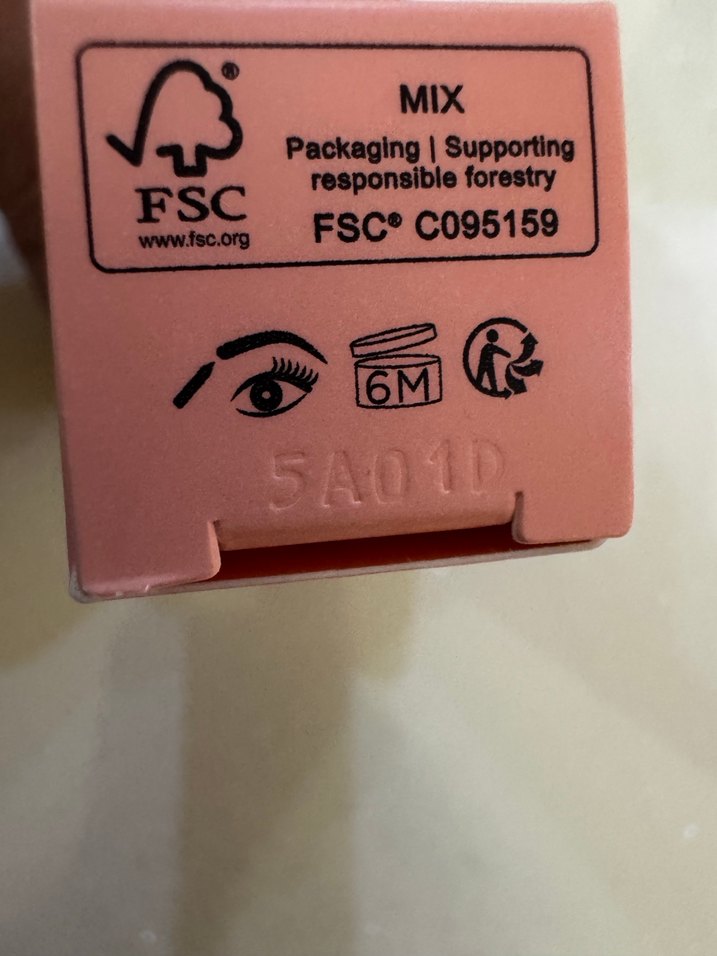 ®
FSC
www.fsc.org
MIX
Packaging | Supporting
responsible forestry
FSC® C095159
6M
5A01D